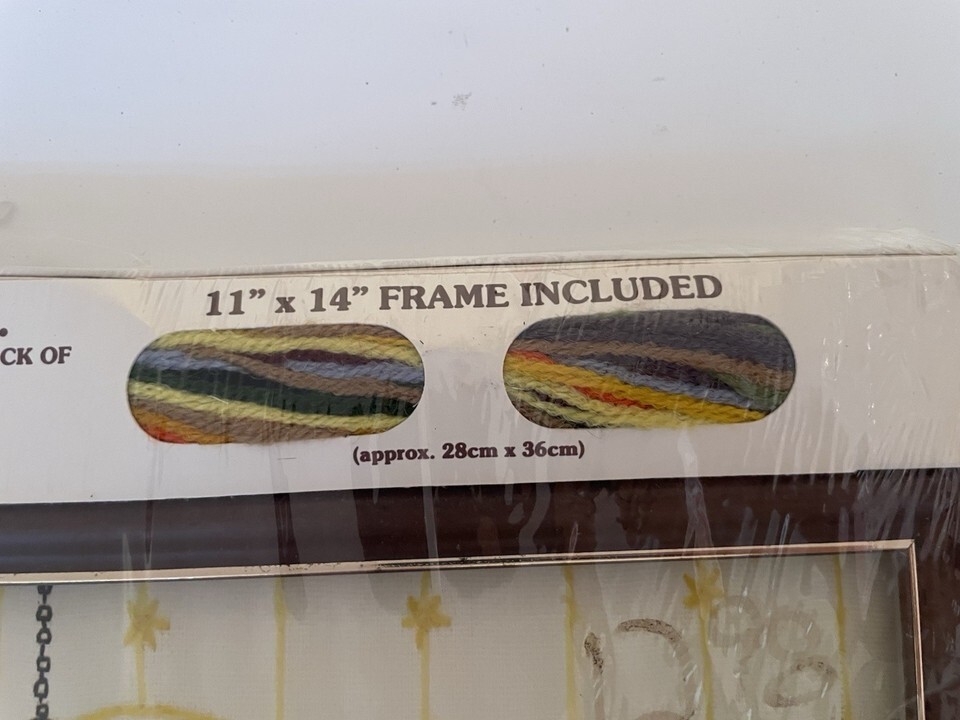 11” x 14” FRAME INCLUDED
CK OF
(approx. 28cm x 36cm)